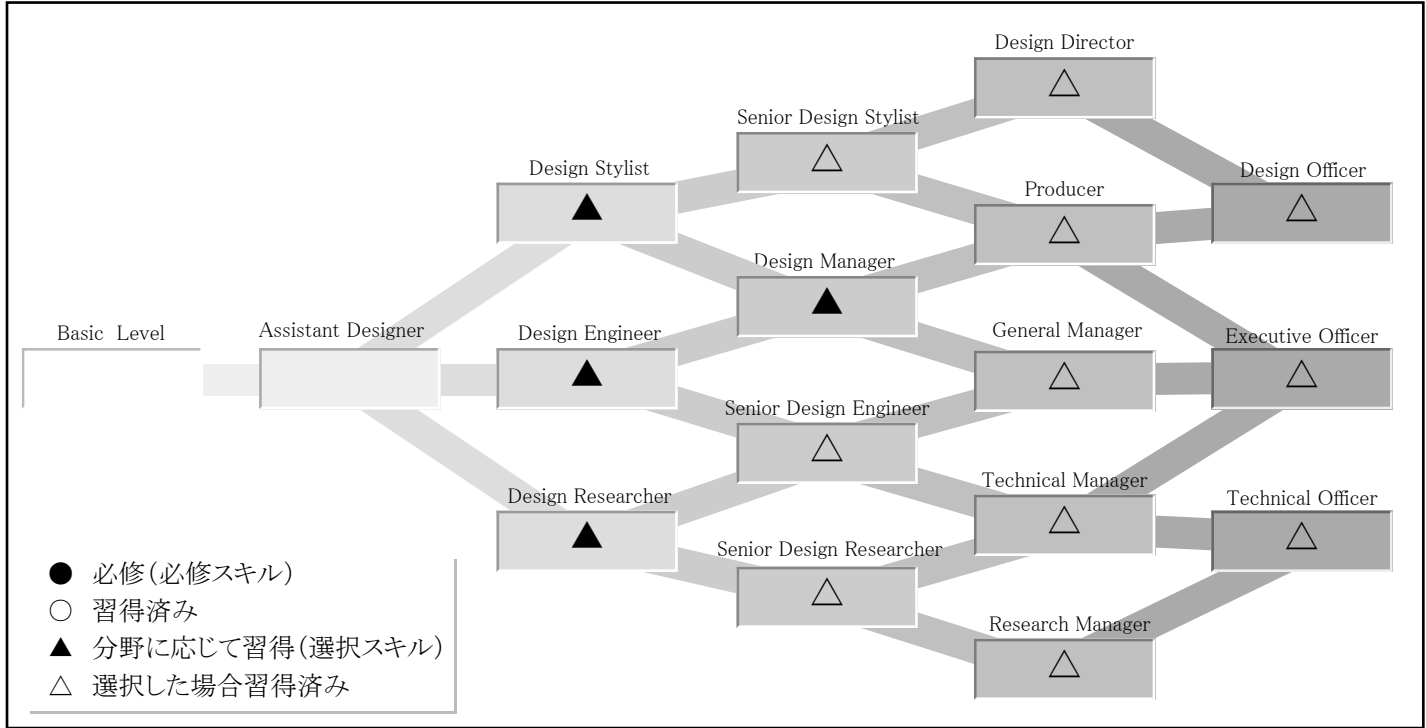 Design Director
△
Senior Design Stylist
△
Design Stylist
▲
Design Officer
△
Producer
△
Design Manager
▲
Basic Level
Assistant Designer
Design Engineer
▲
General Manager
△
Executive Officer
△
Senior Design Engineer
△
Design Researcher
▲
Technical Manager
△
Technical Officer
△
Senior Design Researcher
△
Research Manager
△
● 必修(必修スキル)
○ 習得済み
▲ 分野に応じて習得(選択スキル)
△ 選択した場合習得済み